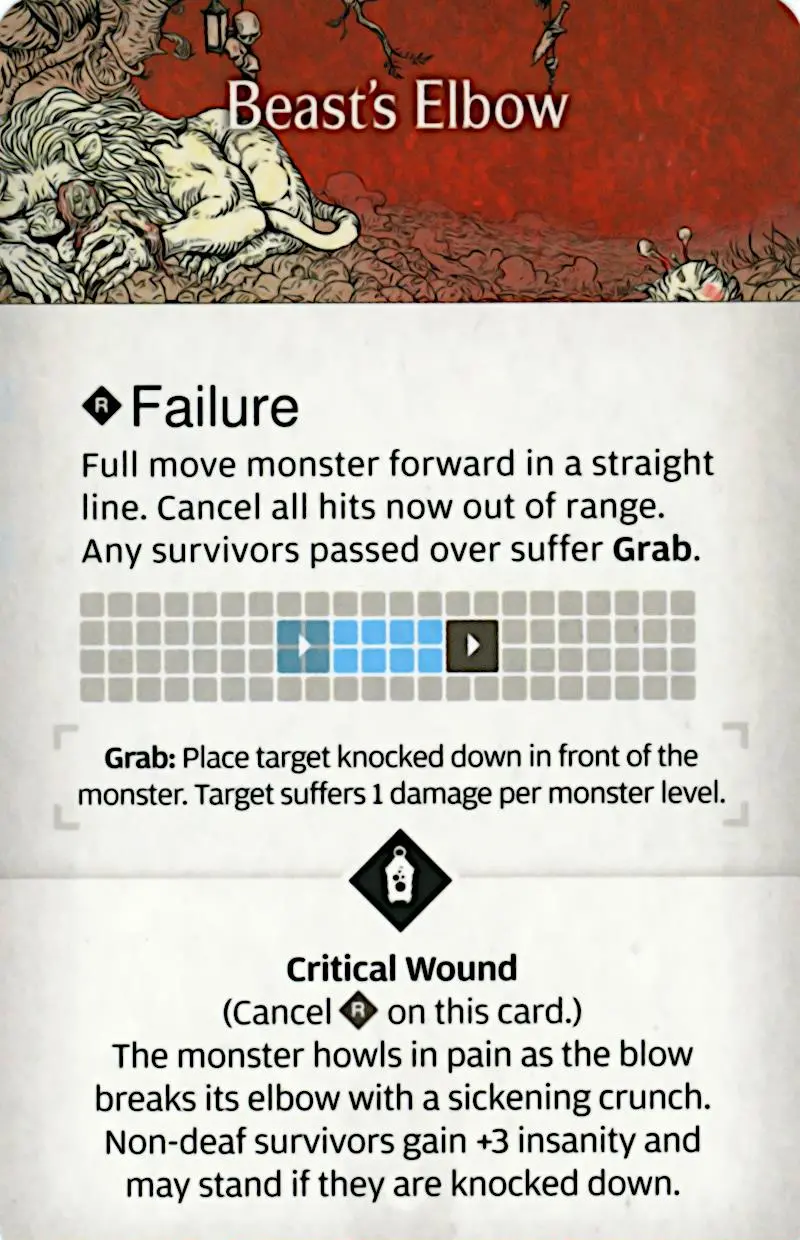 Beast's Elbow
R Failure
Full move monster forward in a straight
line. Cancel all hits now out of range.
Any survivors passed over suffer Grab.
Grab: Place target knocked down in front of the
monster. Target suffers 1 damage per monster level.
Critical Wound
(Cancel R on this card.)
The monster howls in pain as the blow
breaks its elbow with a sickening crunch.
Non-deaf survivors gain +3 insanity and
may stand if they are knocked down.